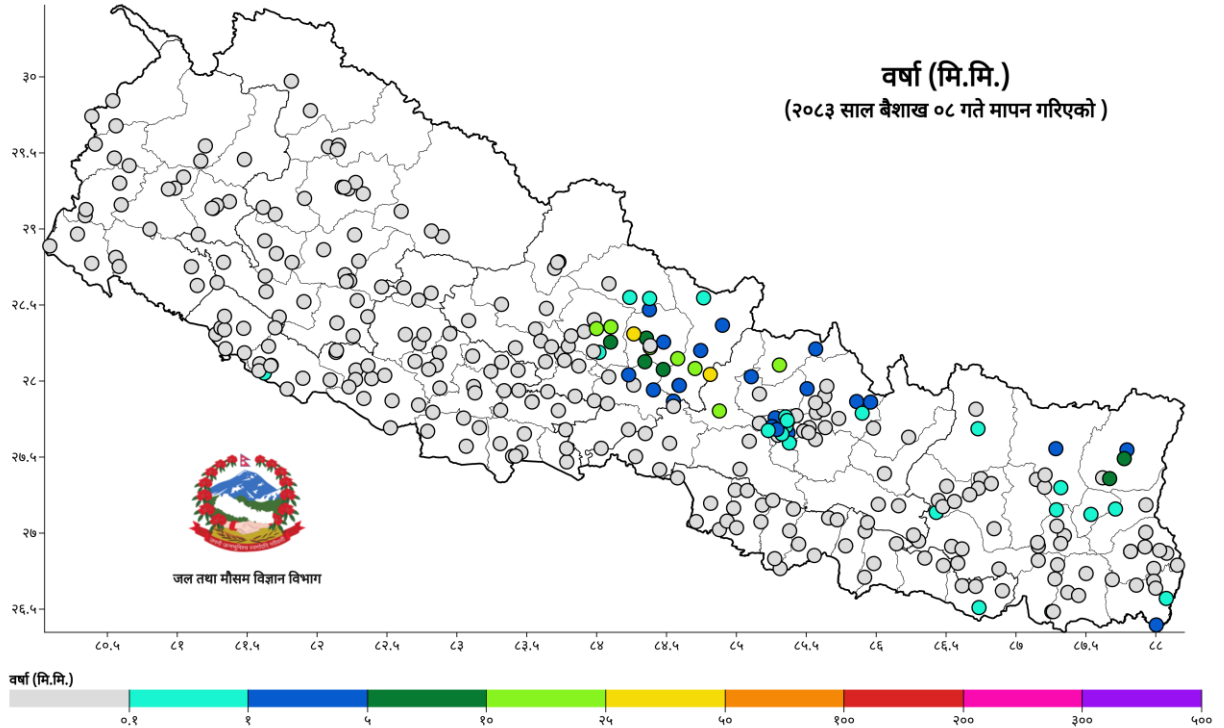 वर्षा (मि.मि.)
(२०८३ साल बैशाख ०८ गते मापन गरिएको )
३०
२९.५
२९
२८.५
२८
२७.५
२७
२६.५
जल तथा मौसम विज्ञान विभाग
८०.५ ८१ ८१.५ ८२ ८२.५ ८३ ८३.५ ८४ ८४.५ ८५ ८५.५ ८६ ८६.५ ८७ ८७.५ ८८
वर्षा (मि.मि.)
०.१ १ ५ १० २५ ५० १०० २०० ३०० ५००